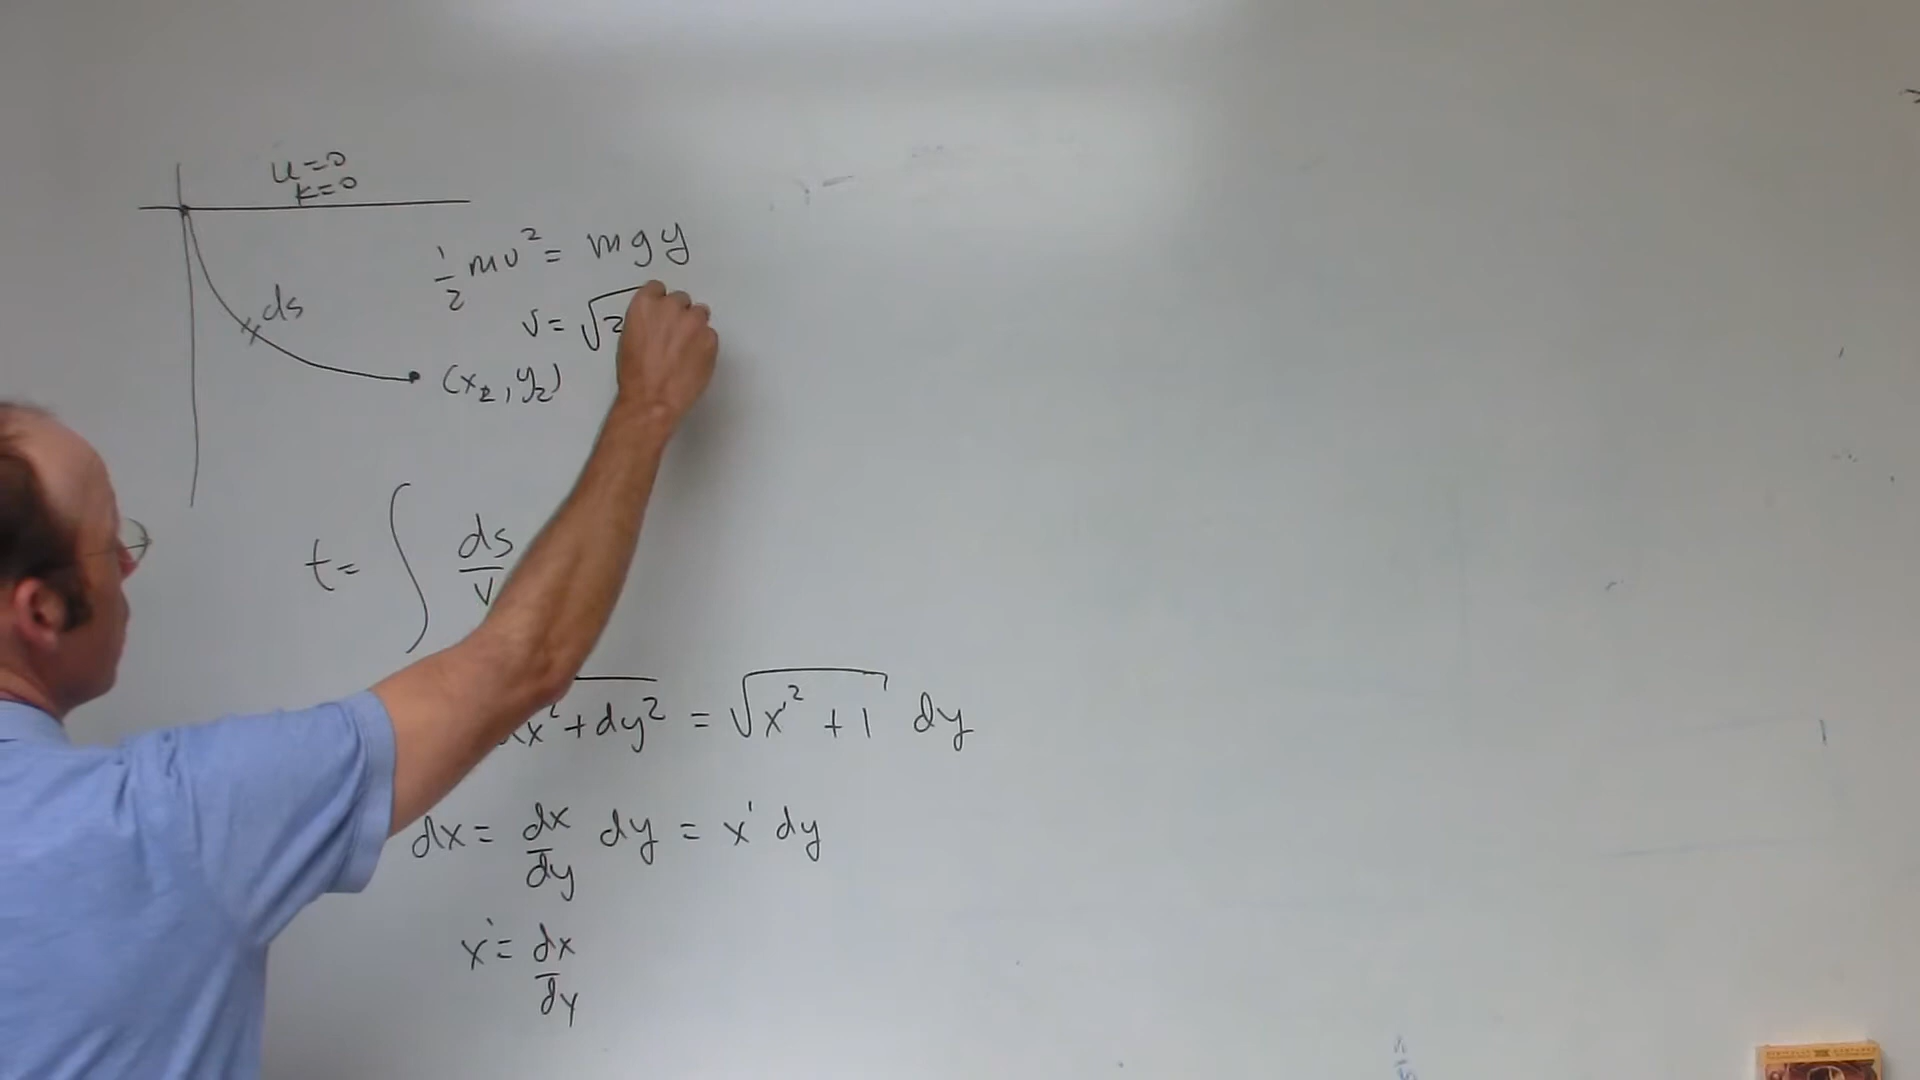 u=0
k=0
1/2 mv² = mgy
ds
v = √2
(x₂, y₂)
t = ∫ ds/v
x² + dy² = √x'² + 1 dy
dx = dx/dy dy = x' dy
x' = dx/dy